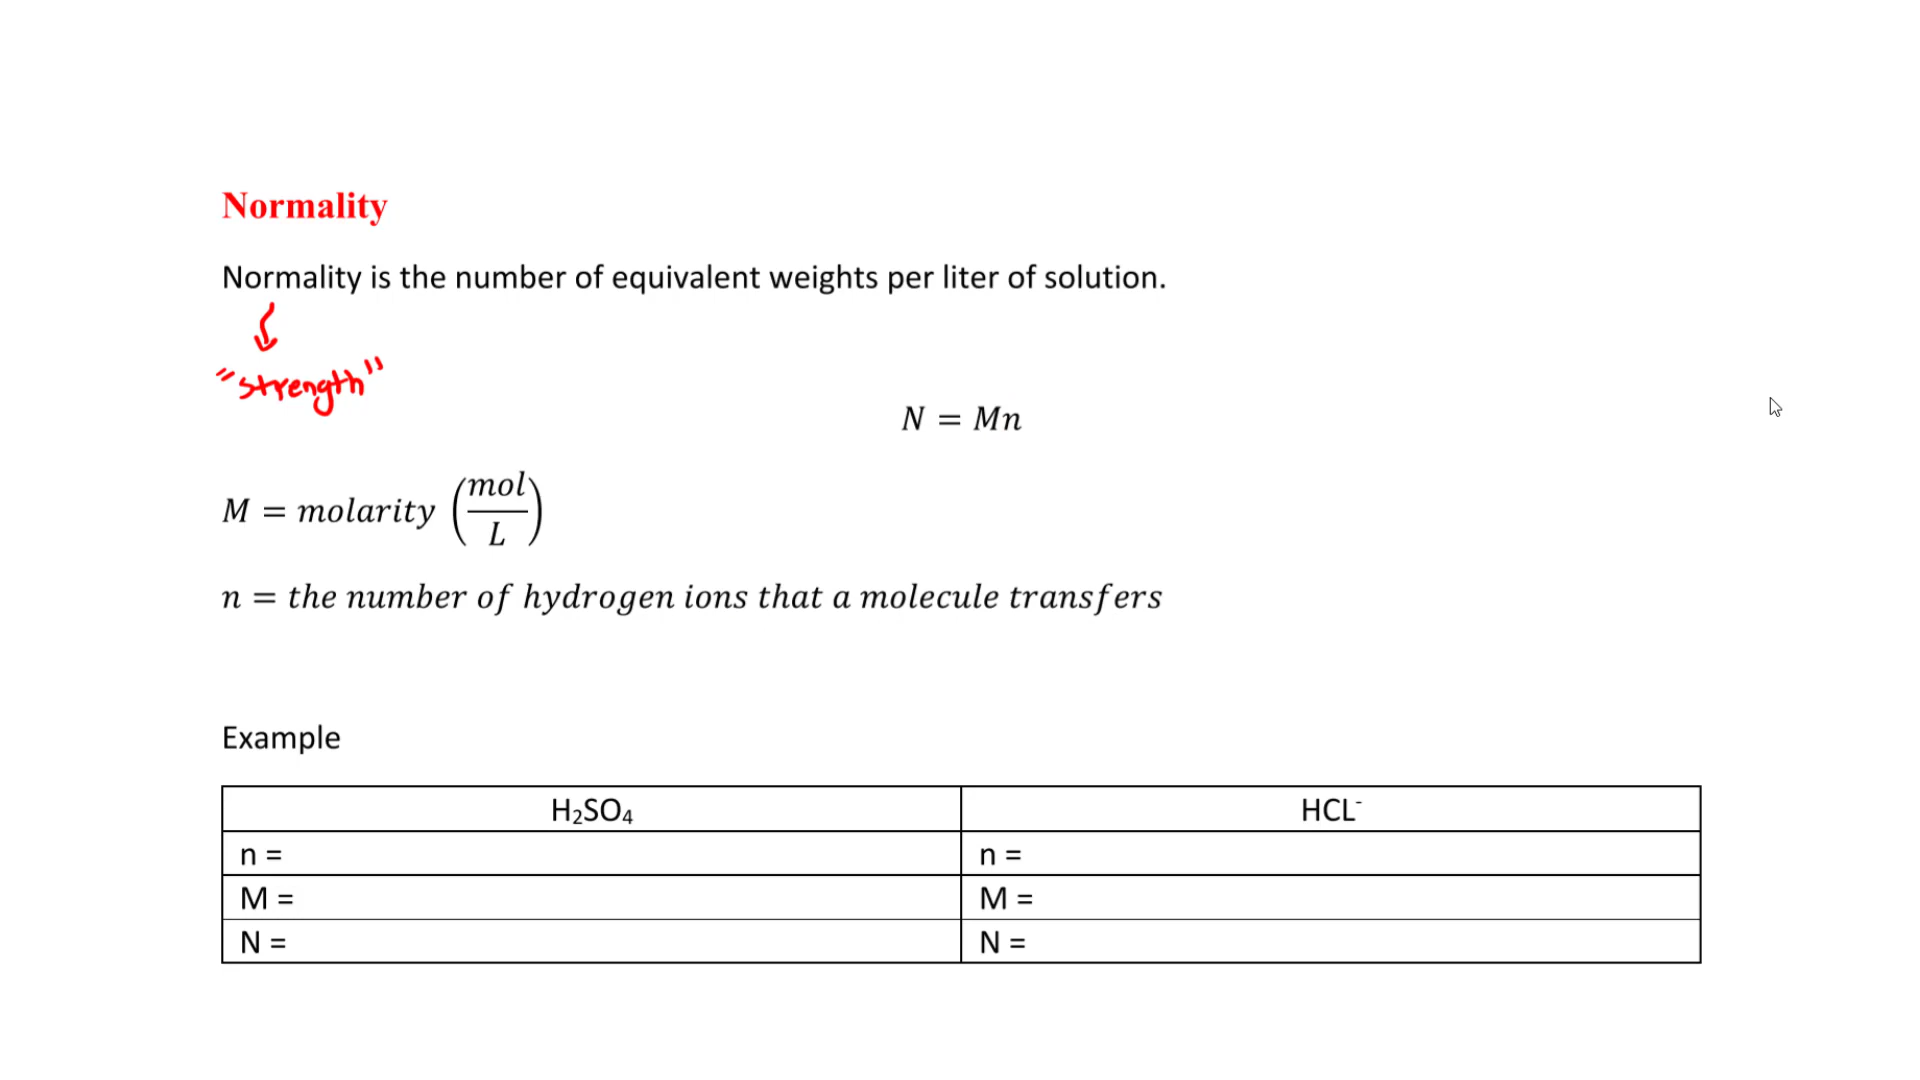 Normality
Normality is the number of equivalent weights per liter of solution.
"strength"
N = Mn
M = molarity (mol/L)
n = the number of hydrogen ions that a molecule transfers
Example
H₂SO₄ HCL⁻
n = n =
M = M =
N = N =